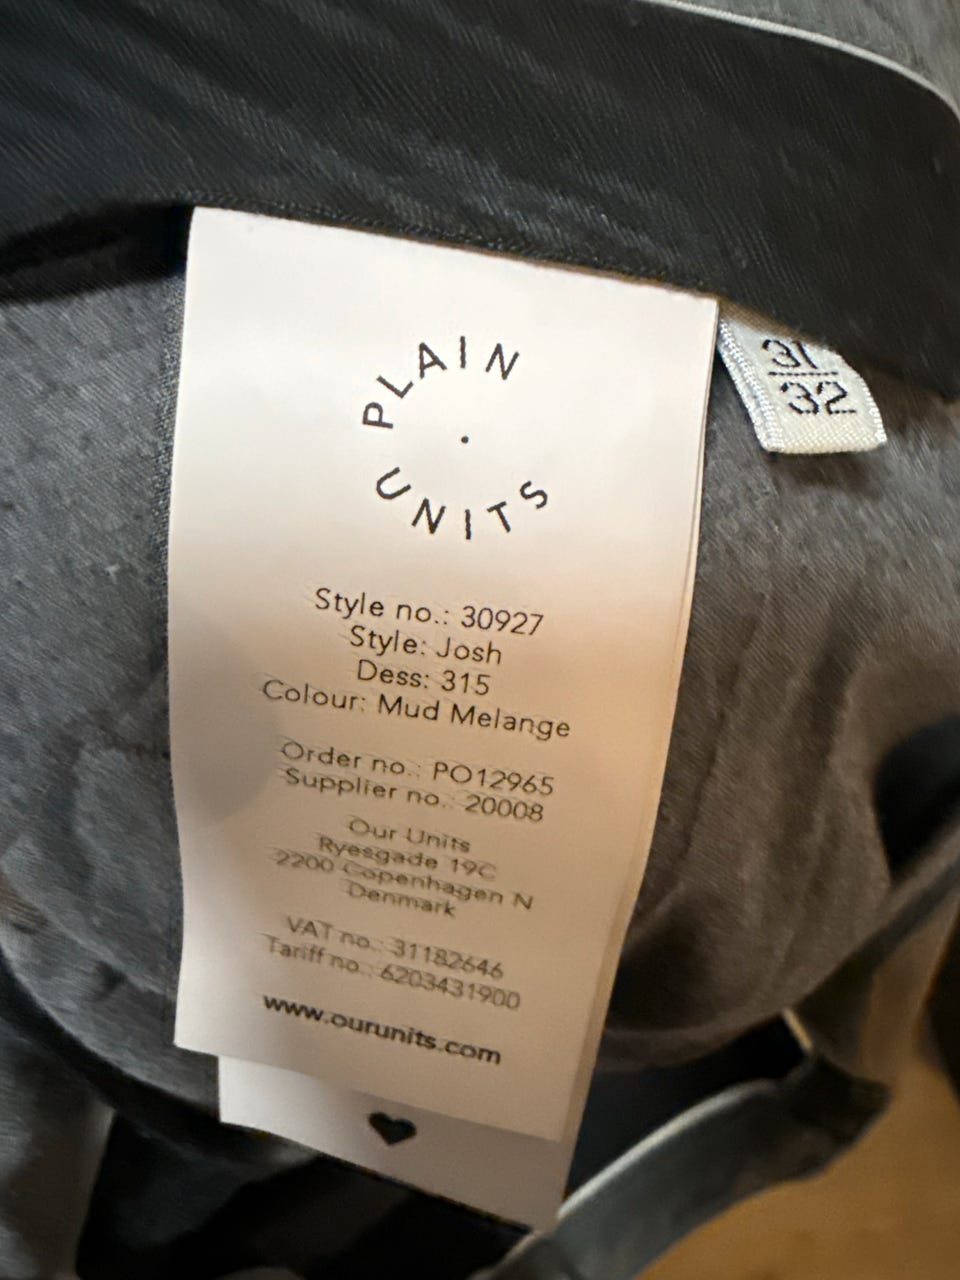 PLAIN
UNITS
31
32
Style no.: 30927
Style: Josh
Dess: 315
Colour: Mud Melange
Order no.: PO12965
Supplier no. 20008
Our Units
Ryesgade 19C
2200 Copenhagen N
Denmark
VAT no.: 31182646
Tariff no.: 6203431900
www.ourunits.com